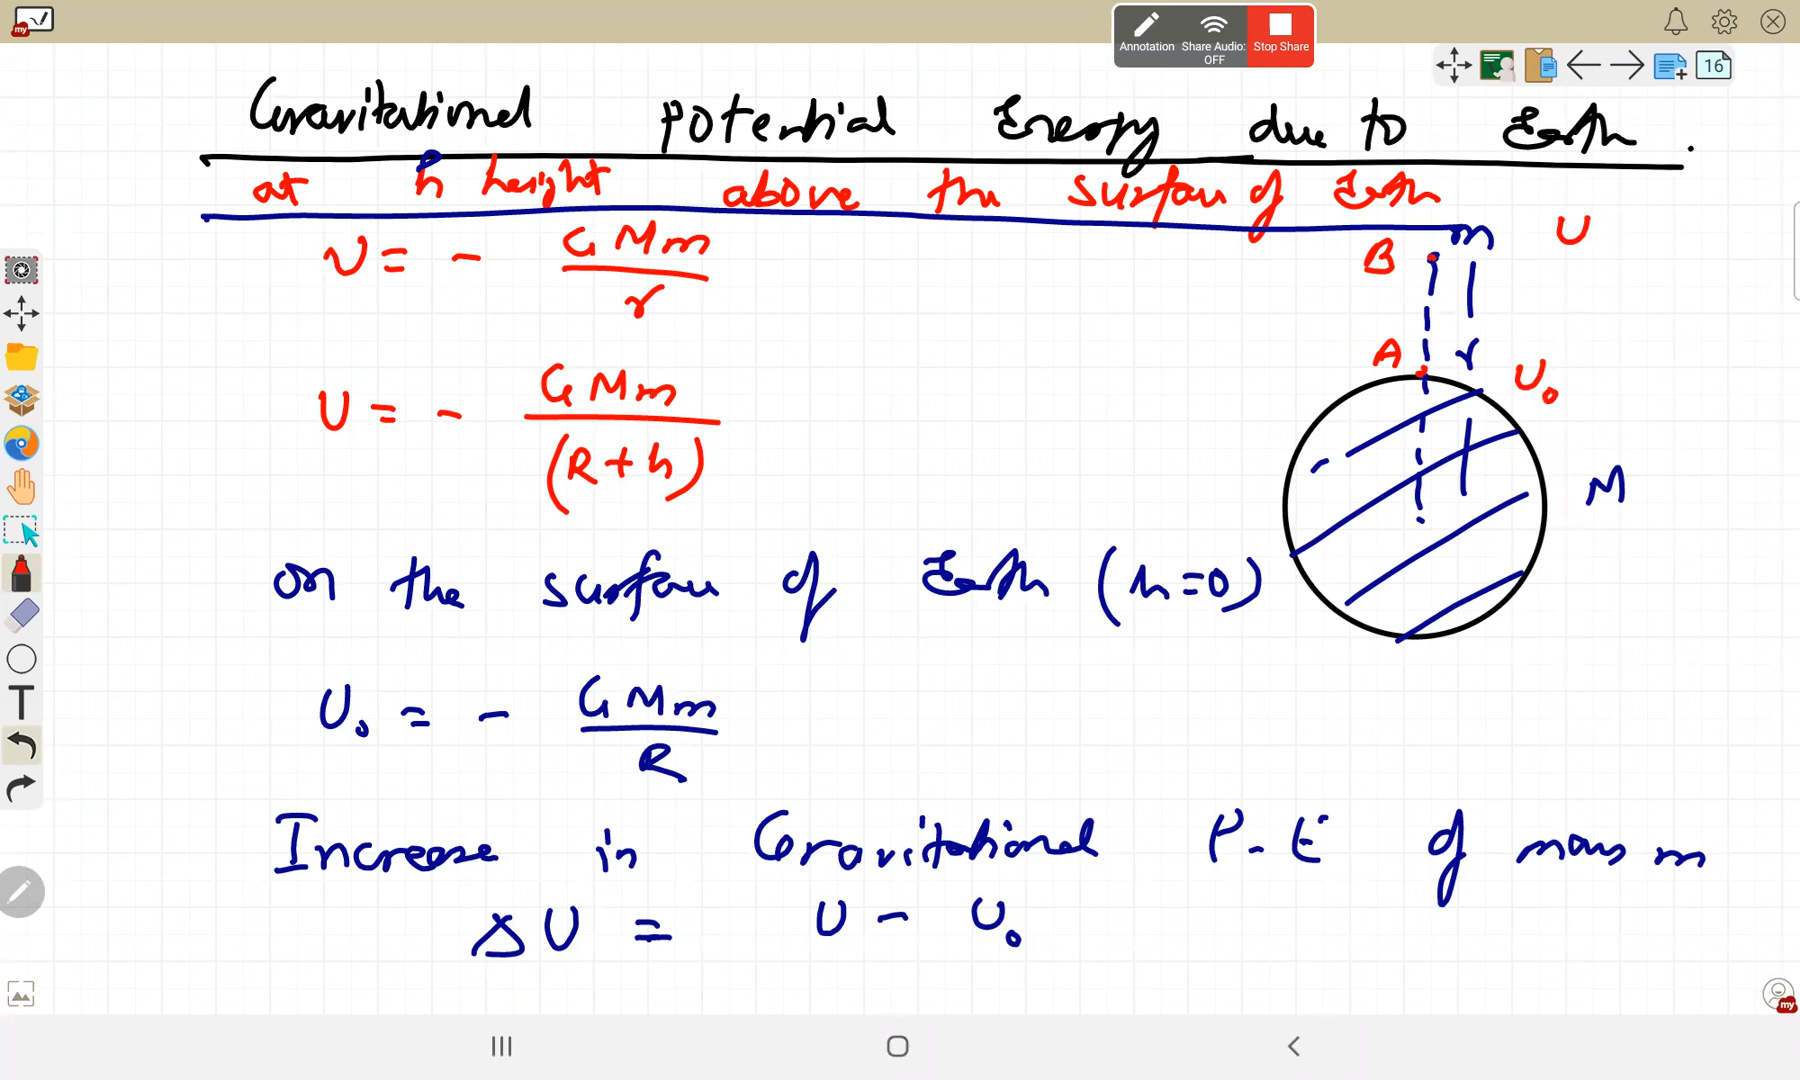 my
Annotation
Share Audio: OFF
Stop Share
16
Gravitational potential Energy due to Earth.
at h height above the surface of Earth
U = - GMm/r
U = - GMm/(R+h)
B m U
A r U₀
M
on the surface of Earth (h=0)
U₀ = - GMm/R
Increase in Gravitational P.E of mass m
ΔU = U - U₀
T
my